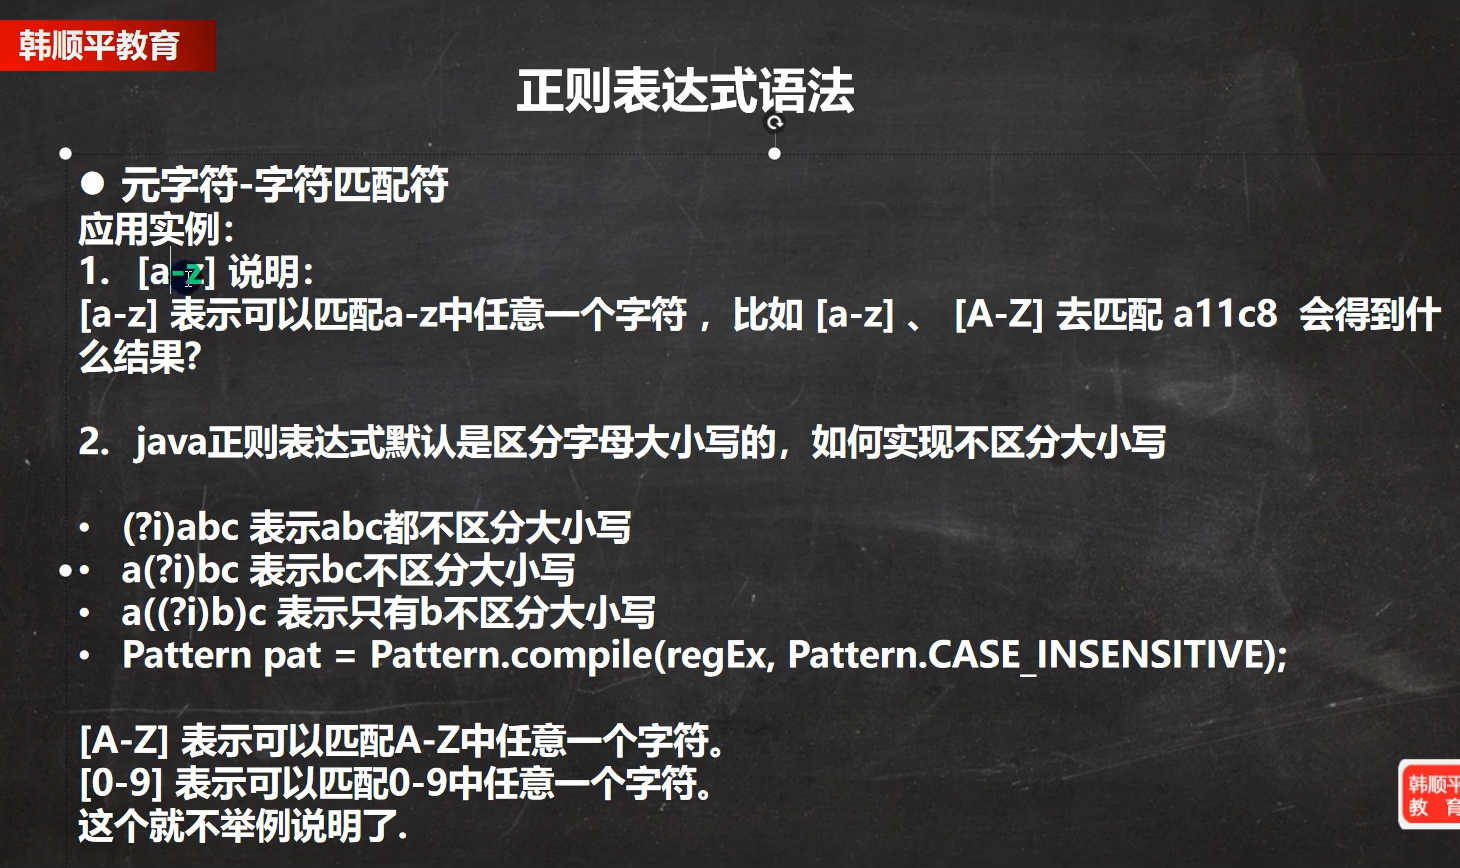 韩顺平教育
正则表达式语法
● 元字符-字符匹配符
应用实例：
1. [a-z] 说明：
[a-z] 表示可以匹配a-z中任意一个字符 ，比如 [a-z] 、 [A-Z] 去匹配 a11c8 会得到什
么结果?
2. java正则表达式默认是区分字母大小写的，如何实现不区分大小写
• (?i)abc 表示abc都不区分大小写
• a(?i)bc 表示bc不区分大小写
• a((?i)b)c 表示只有b不区分大小写
• Pattern pat = Pattern.compile(regEx, Pattern.CASE_INSENSITIVE);
[A-Z] 表示可以匹配A-Z中任意一个字符。
[0-9] 表示可以匹配0-9中任意一个字符。
这个就不举例说明了.
韩顺平
教 育